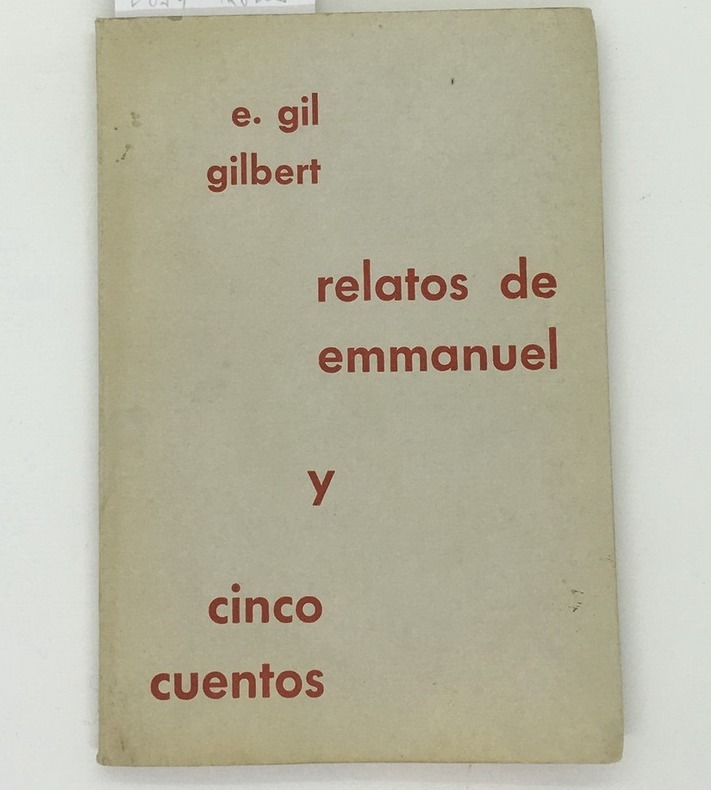 e. gil
gilbert
relatos de
emmanuel
y
cinco
cuentos